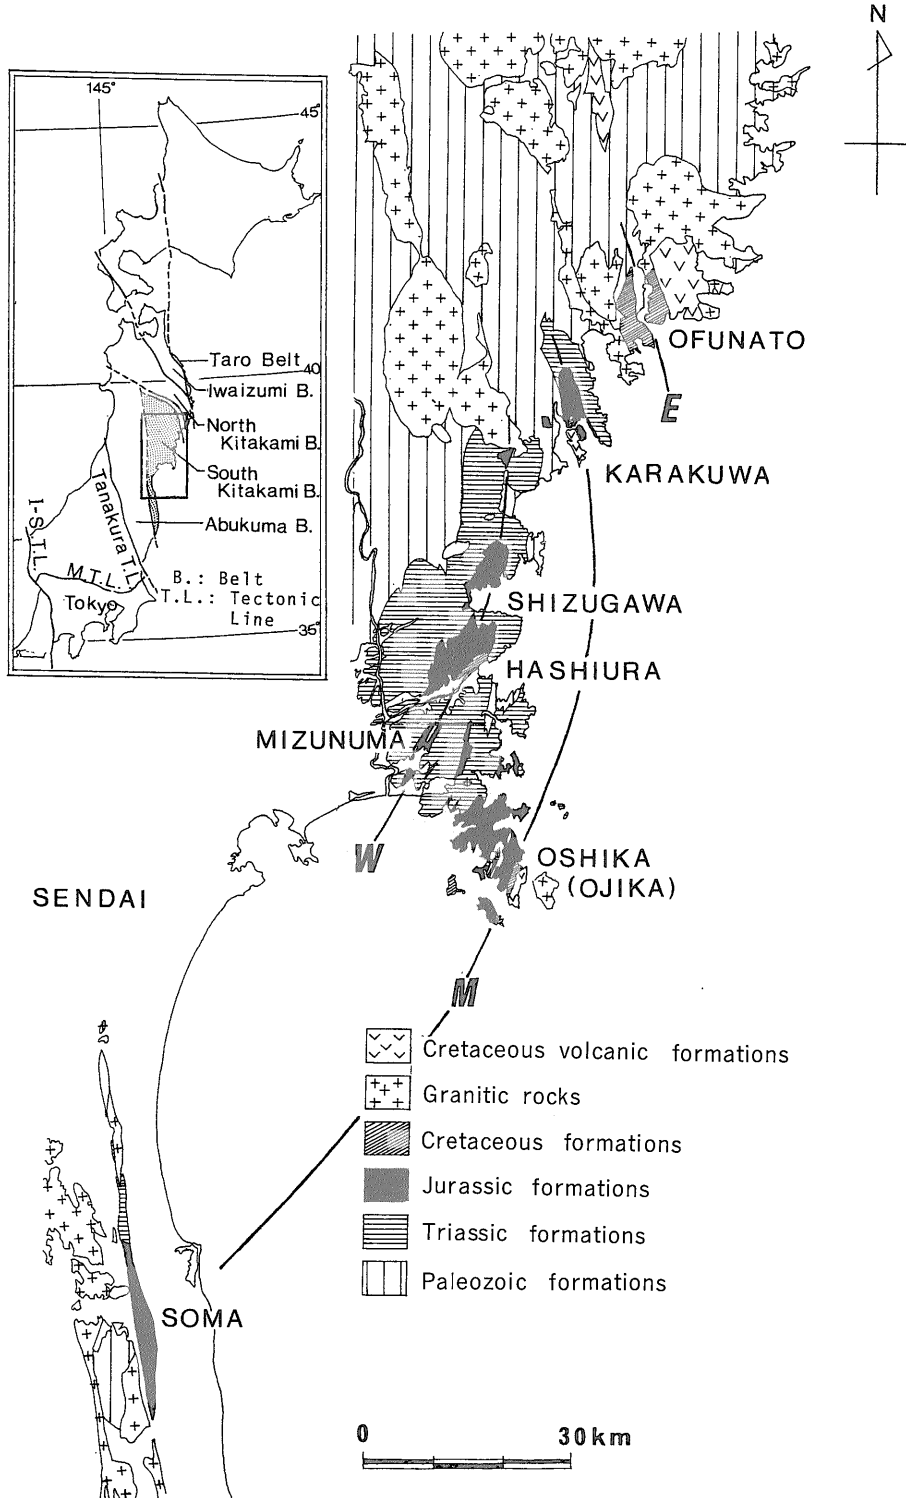 N
145°
45°
Taro Belt
40
Iwaizumi B.
North
Kitakami B.
South
Kitakami B.
Abukuma B.
Tanakura T.L.
I-S.T.L.
M.T.L.
Tokyo
B.: Belt
T.L.: Tectonic
Line
35°
OFUNATO
E
KARAKUWA
SHIZUGAWA
HASHIURA
MIZUNUMA
W
OSHIKA
(OJIKA)
SENDAI
M
Cretaceous volcanic formations
Granitic rocks
Cretaceous formations
Jurassic formations
Triassic formations
Paleozoic formations
SOMA
0 30km